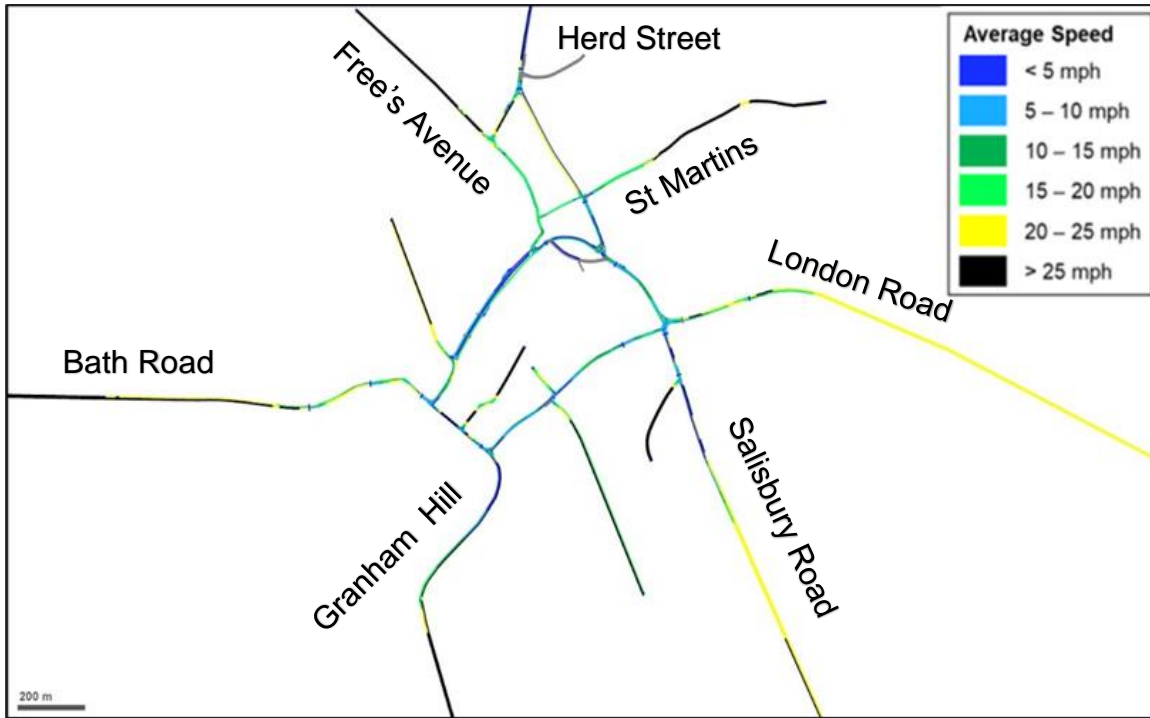 Herd Street
Free's Avenue
St Martins
London Road
Bath Road
Salisbury Road
Granham Hill
200 m
Average Speed
< 5 mph
5 – 10 mph
10 – 15 mph
15 – 20 mph
20 – 25 mph
> 25 mph